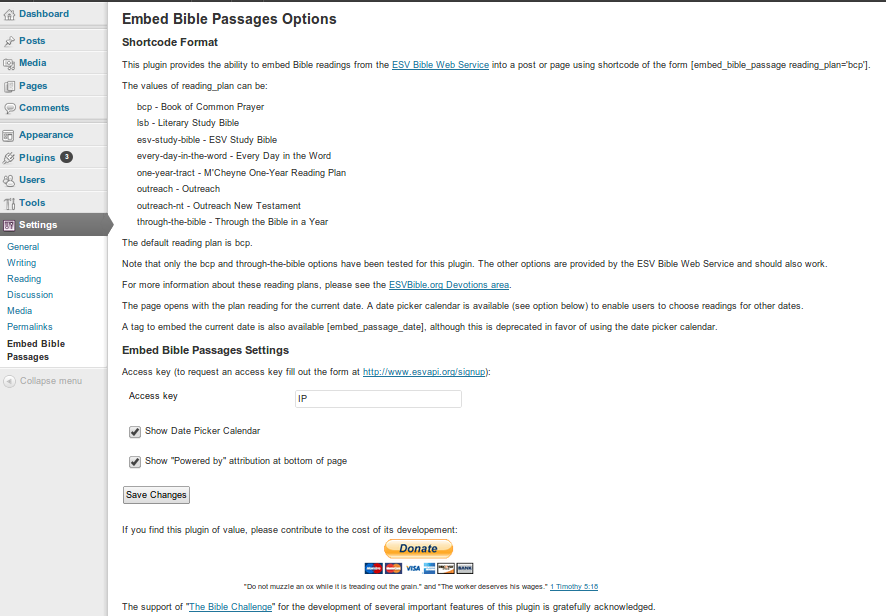 Dashboard
Posts
Media
Pages
Comments
Appearance
Plugins 3
Users
Tools
Settings
General
Writing
Reading
Discussion
Media
Permalinks
Embed Bible
Passages
Collapse menu
Embed Bible Passages Options
Shortcode Format
This plugin provides the ability to embed Bible readings from the ESV Bible Web Service into a post or page using shortcode of the form [embed_bible_passage reading_plan='bcp'].
The values of reading_plan can be:
bcp - Book of Common Prayer
lsb - Literary Study Bible
esv-study-bible - ESV Study Bible
every-day-in-the-word - Every Day in the Word
one-year-tract - M'Cheyne One-Year Reading Plan
outreach - Outreach
outreach-nt - Outreach New Testament
through-the-bible - Through the Bible in a Year
The default reading plan is bcp.
Note that only the bcp and through-the-bible options have been tested for this plugin. The other options are provided by the ESV Bible Web Service and should also work.
For more information about these reading plans, please see the ESVBible.org Devotions area.
The page opens with the plan reading for the current date. A date picker calendar is available (see option below) to enable users to choose readings for other dates.
A tag to embed the current date is also available [embed_passage_date], although this is deprecated in favor of using the date picker calendar.
Embed Bible Passages Settings
Access key (to request an access key fill out the form at http://www.esvapi.org/signup):
Access key IP
Show Date Picker Calendar
Show "Powered by" attribution at bottom of page
Save Changes
If you find this plugin of value, please contribute to the cost of its developement:
Donate
VISA BANK
"Do not muzzle an ox while it is treading out the grain." and "The worker deserves his wages." 1 Timothy 5:18
The support of "The Bible Challenge" for the development of several important features of this plugin is gratefully acknowledged.